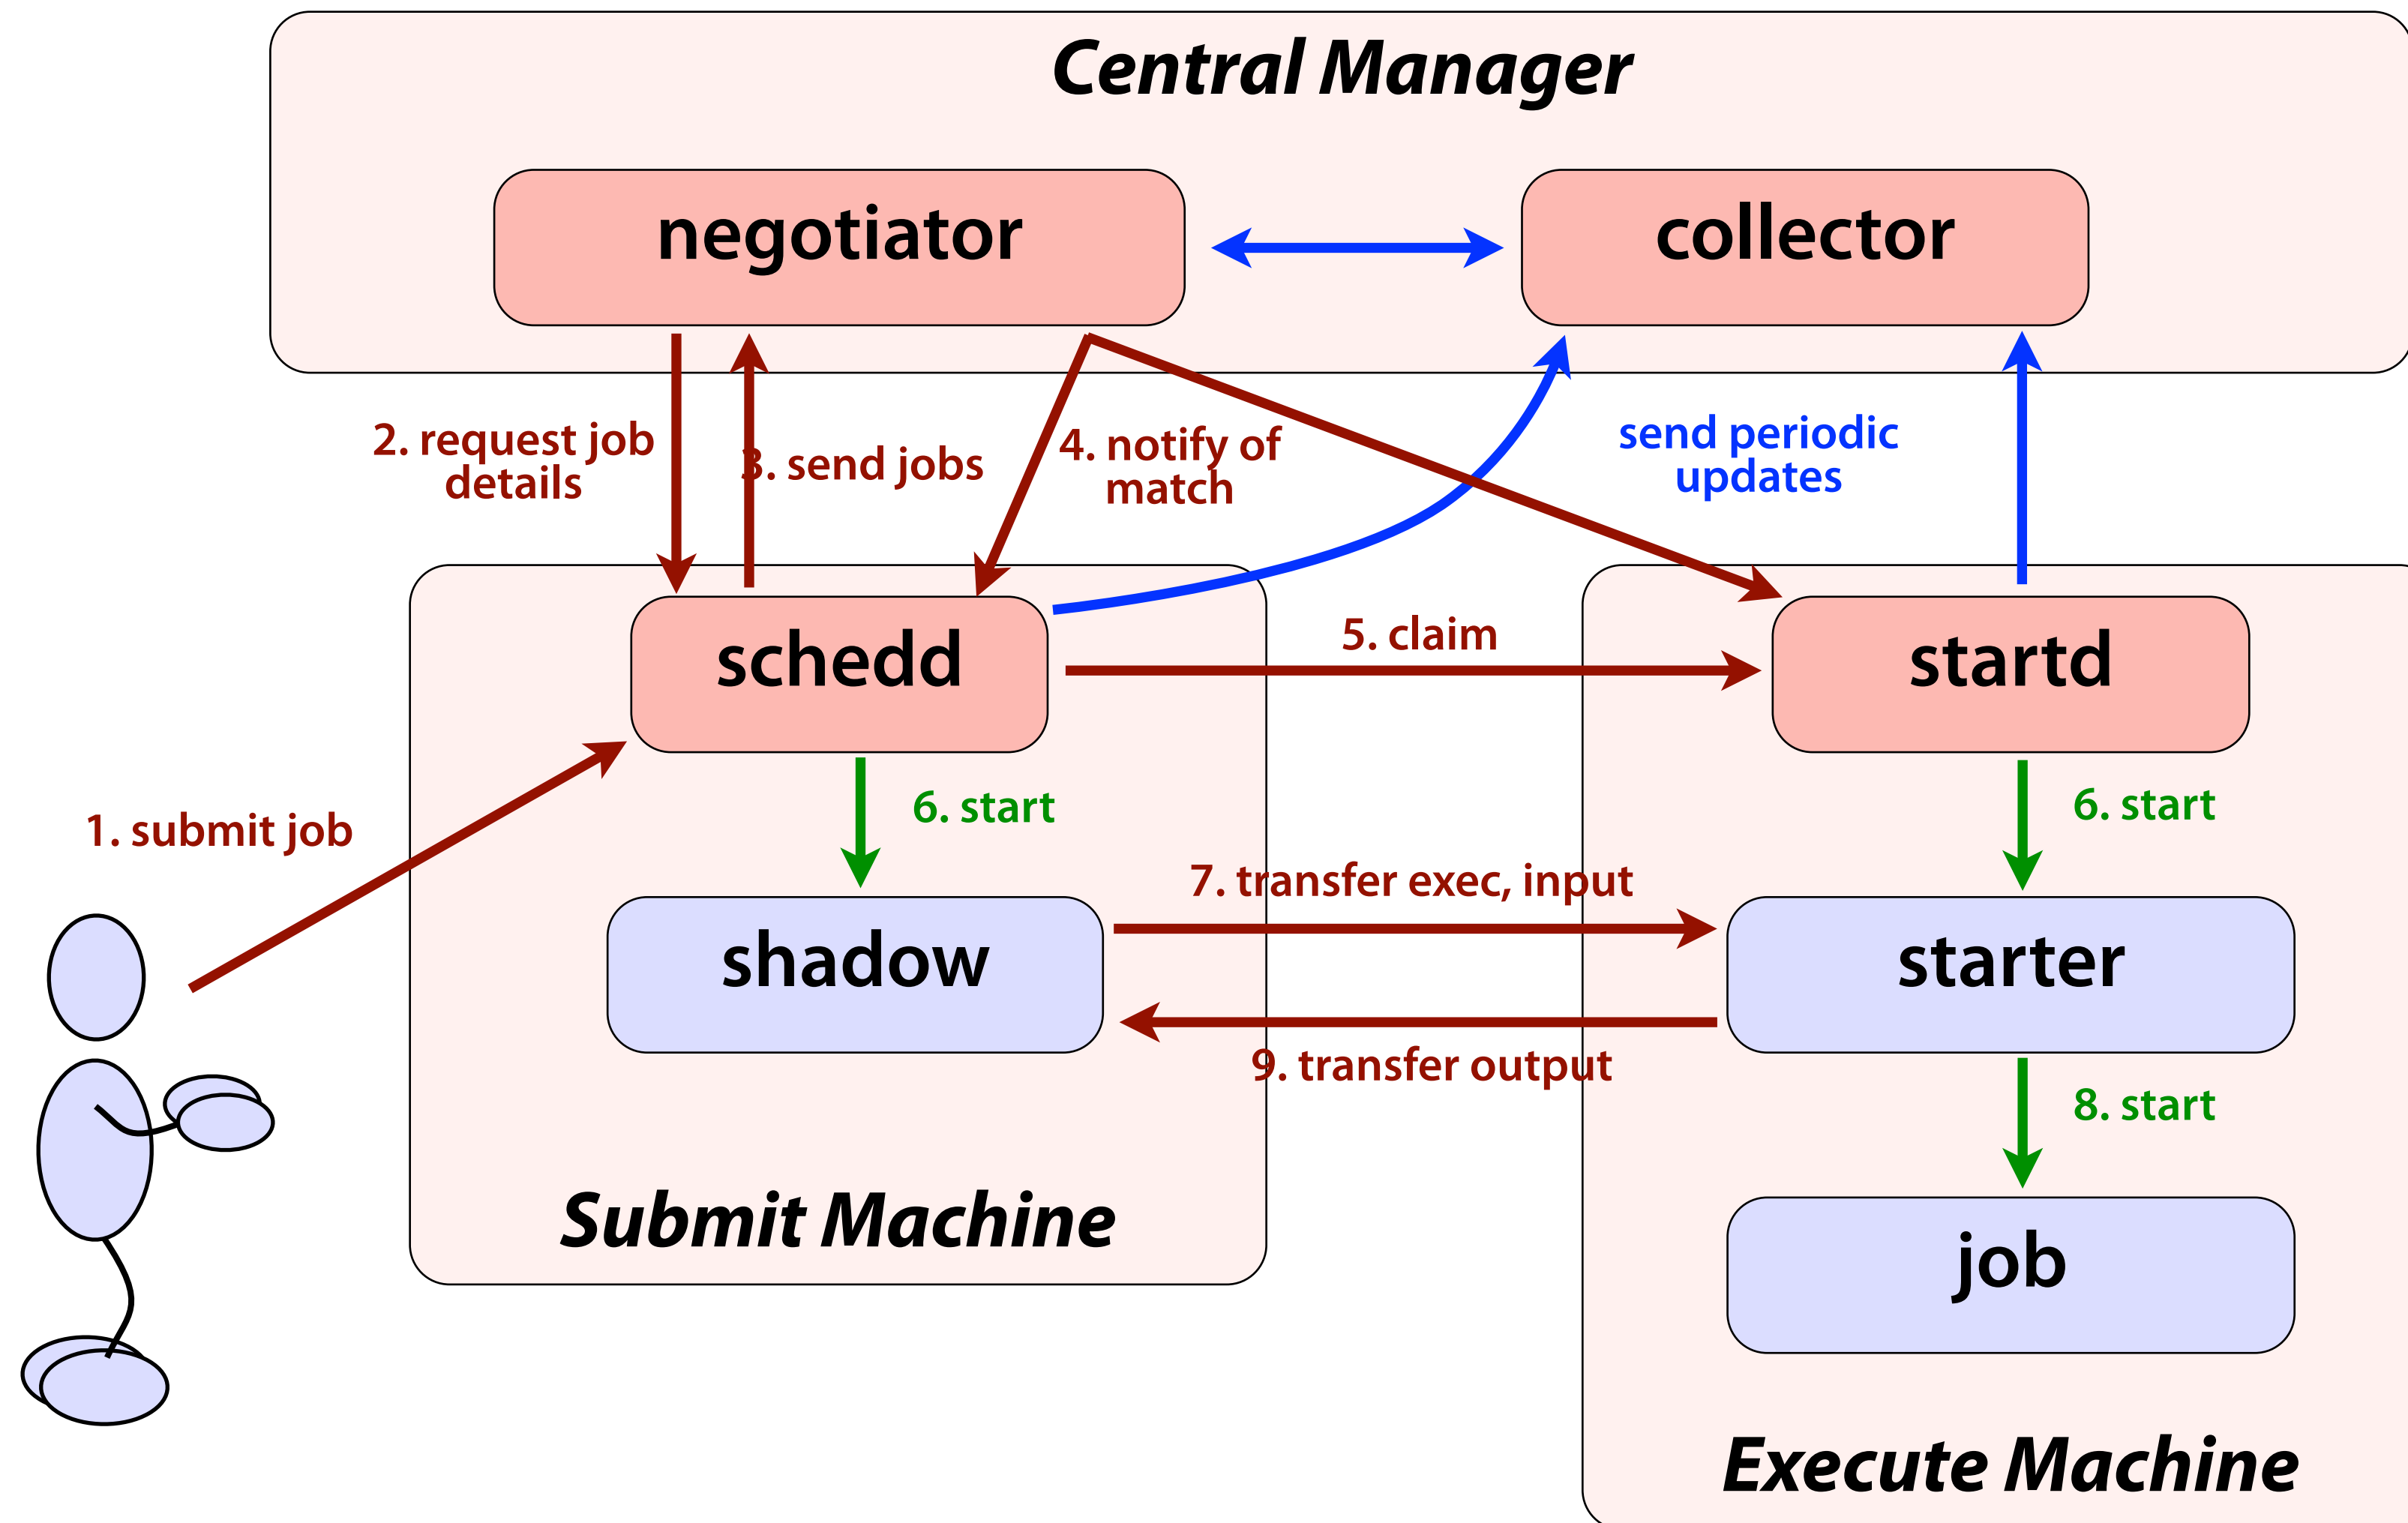 Central Manager
negotiator
collector
2. request job
details
3. send jobs
4. notify of
match
send periodic
updates
schedd
5. claim
startd
1. submit job
6. start
6. start
7. transfer exec, input
shadow
starter
9. transfer output
8. start
Submit Machine
job
Execute Machine